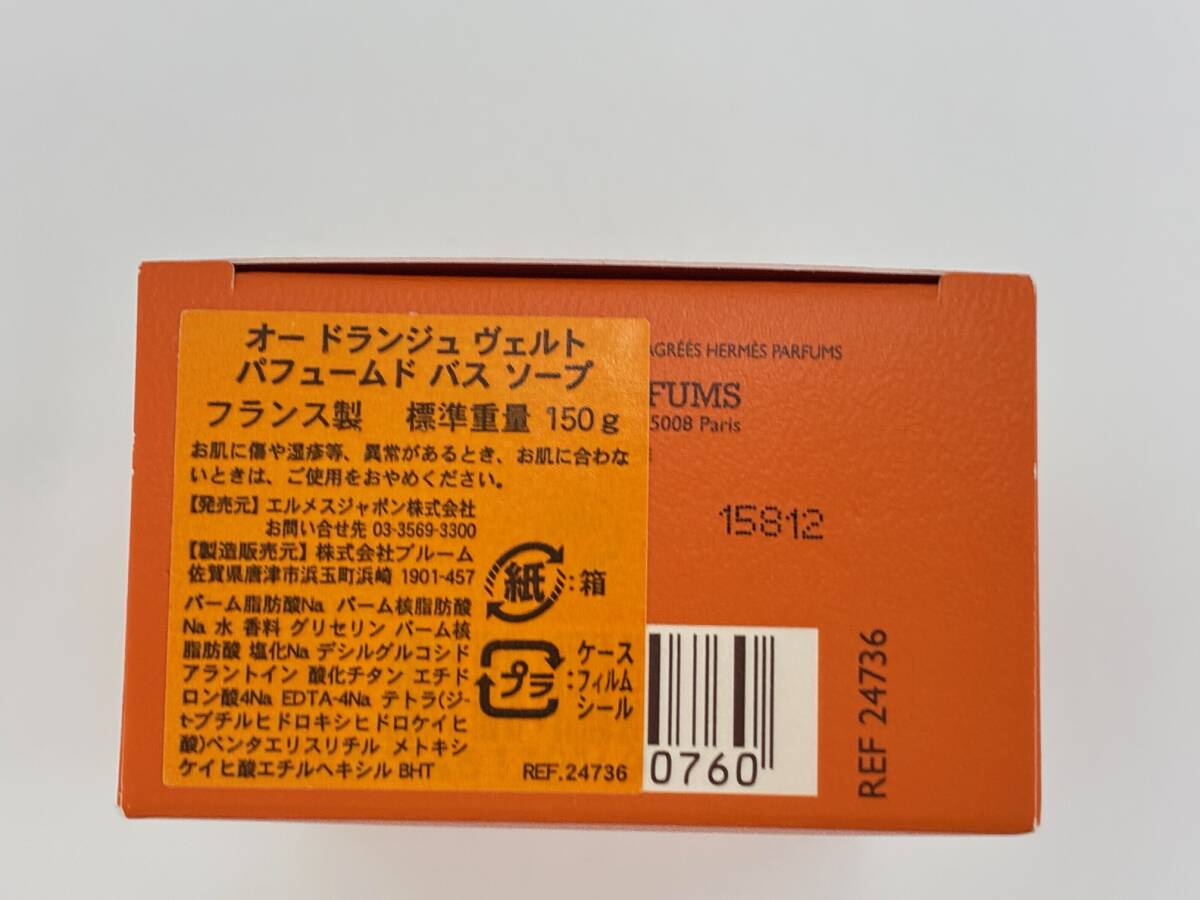 オー ドランジュ ヴェルト
パフュームド バス ソープ
フランス製 標準重量 150g
お肌に傷や湿疹等、異常があるとき、お肌に合わな
いときは、ご使用をおやめください。
【発売元】エルメスジャポン株式会社
お問い合せ先 03-3569-3300
【製造販売元】株式会社ブルーム
佐賀県唐津市浜玉町浜崎 1901-457
パーム脂肪酸Na パーム核脂肪酸
Na 水 香料 グリセリン パーム核
脂肪酸 塩化Na デシルグルコシド
アラントイン 酸化チタン エチド
ロン酸4Na EDTA-4Na テトラ(ジ-
t-ブチルヒドロキシヒドロケイヒ
酸)ペンタエリスリチル メトキシ
ケイヒ酸エチルヘキシル BHT
紙 :箱
プラ :ケース
フィルム
シール
REF.24736
AGRÉÉS HERMÈS PARFUMS
FUMS
5008 Paris
15812
0760
REF 24736